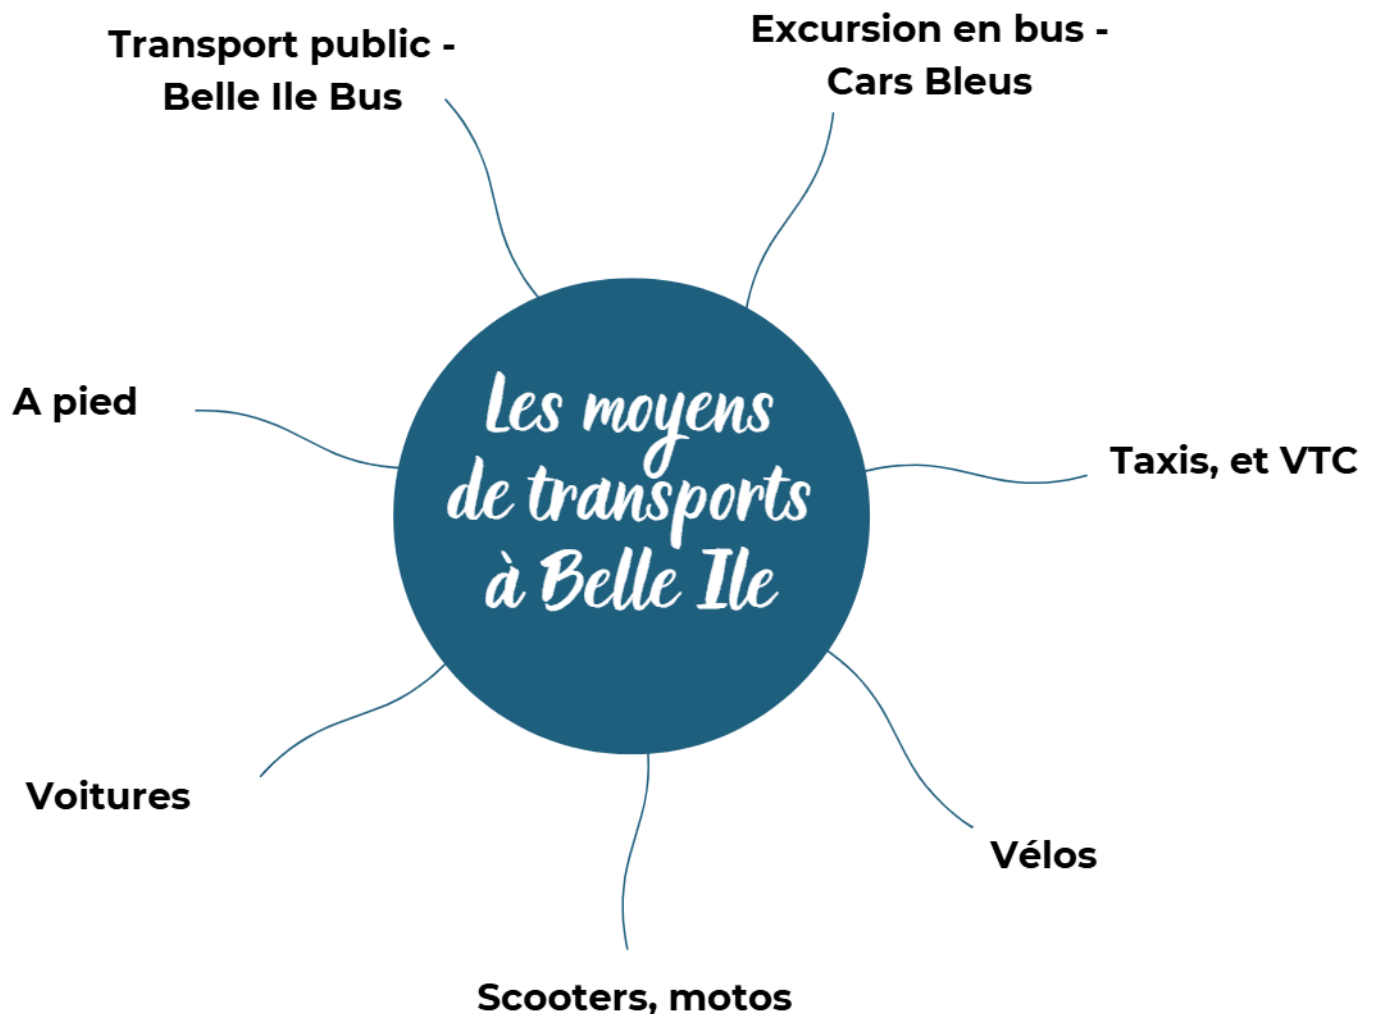 Transport public -
Belle Ile Bus
Excursion en bus -
Cars Bleus
A pied
Les moyens
de transports
à Belle Ile
Taxis, et VTC
Voitures
Vélos
Scooters, motos